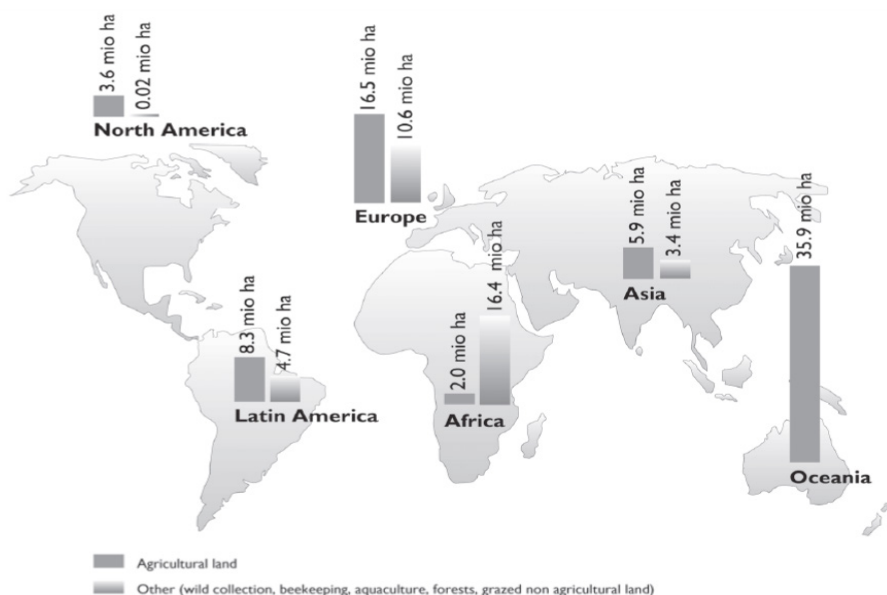 3.6 mio ha
0.02 mio ha
North America
16.5 mio ha
10.6 mio ha
Europe
5.9 mio ha
3.4 mio ha
Asia
35.9 mio ha
Oceania
8.3 mio ha
4.7 mio ha
Latin America
2.0 mio ha
16.4 mio ha
Africa
Agricultural land
Other (wild collection, beekeeping, aquaculture, forests, grazed non agricultural land)